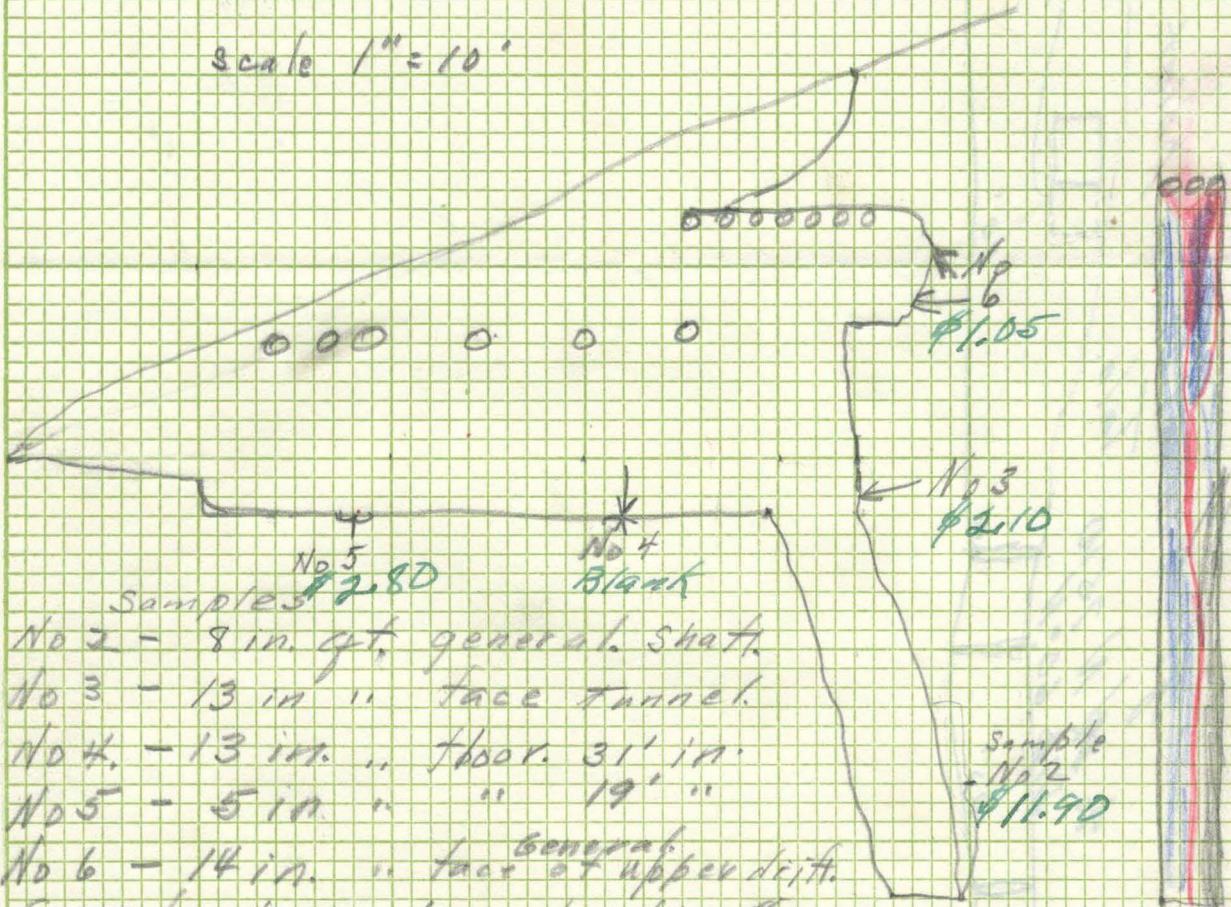 Scale 1" = 10'
No 6
$1.05
No 3
$2.10
No 5
$2.80
No 4
Blank
Sample
No 2
$11.90
Samples
No 2 - 8 in. qt. general. Shaft.
No 3 - 13 in " face Tunnel.
No 4. - 13 in. " floor. 31' in.
No 5 - 5 in. " " 19' "
No 6 - 14 in. " General face of upper drift.